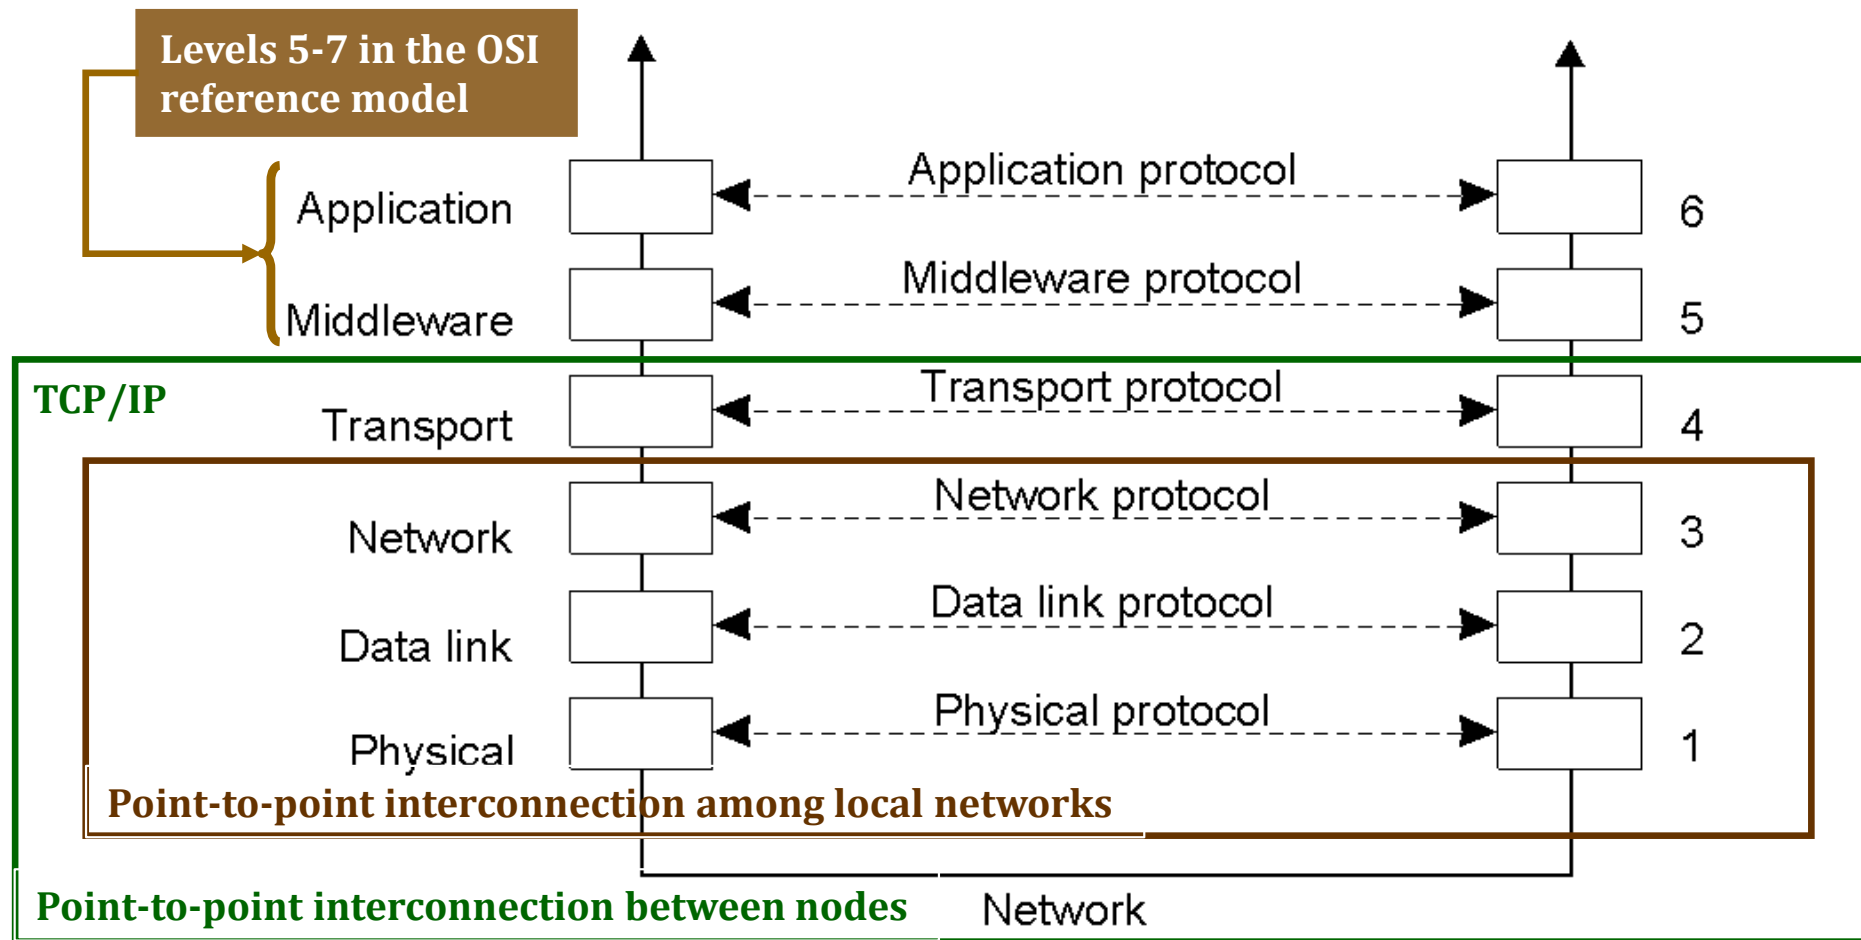 Levels 5-7 in the OSI
reference model
Application protocol
Application
6
Middleware protocol
Middleware
5
TCP/IP
Transport protocol
Transport
4
Network protocol
Network
3
Data link protocol
Data link
2
Physical protocol
Physical
1
Point-to-point interconnection among local networks
Point-to-point interconnection between nodes
Network